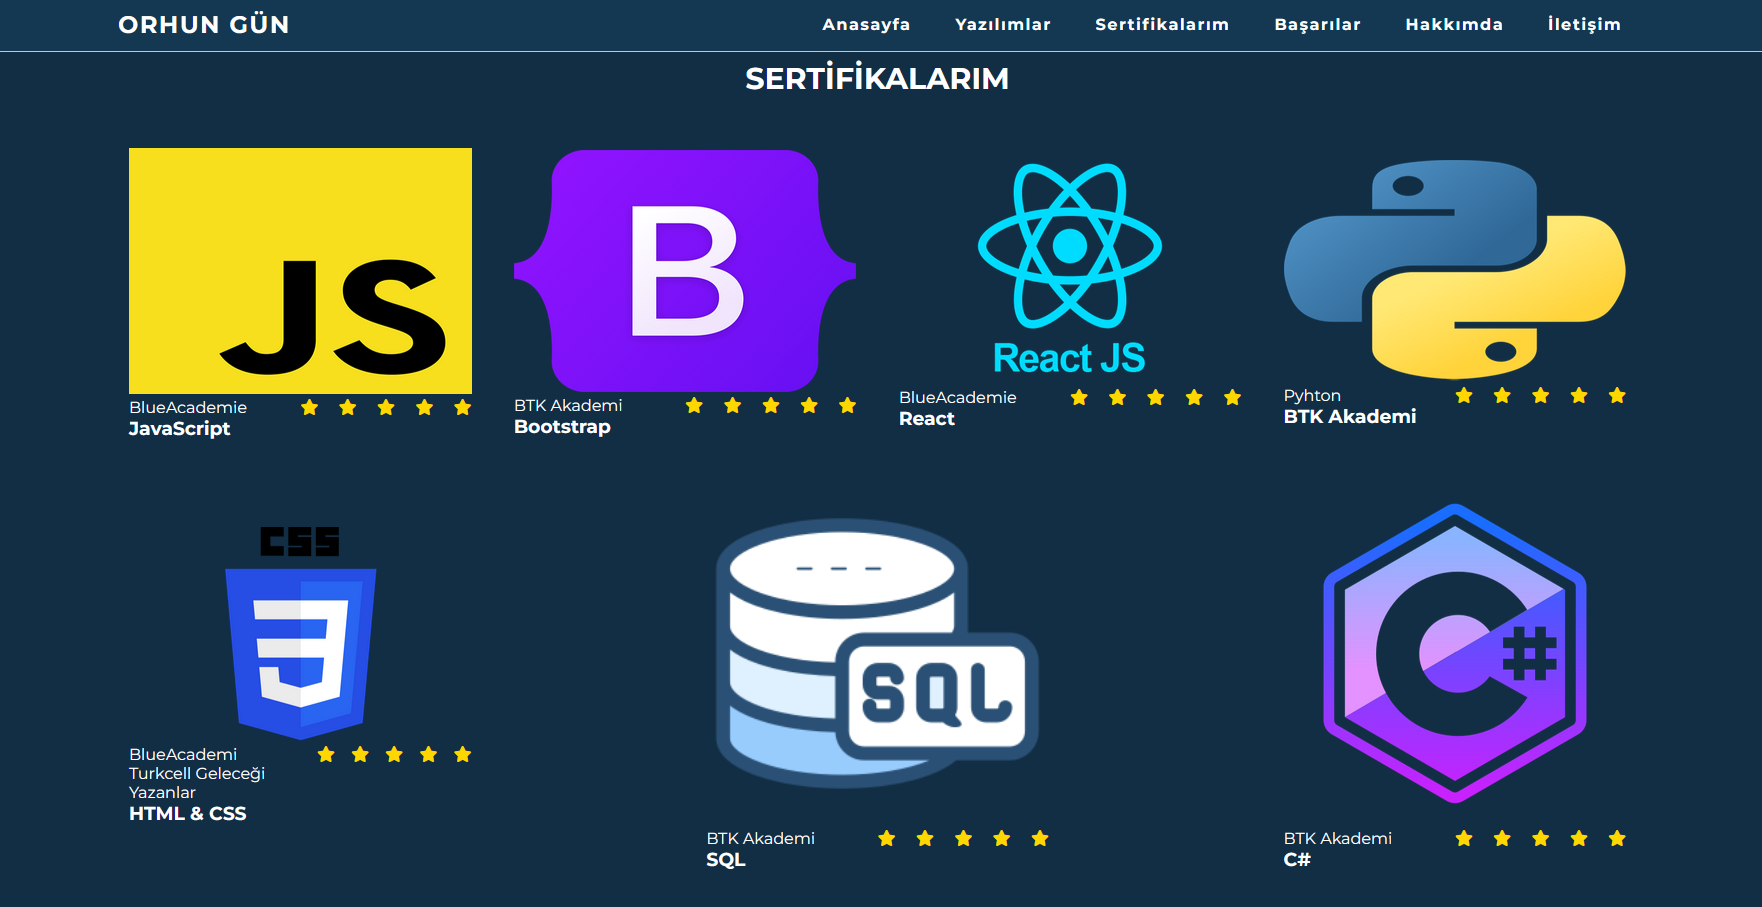 ORHUN GÜN
Anasayfa Yazılımlar Sertifikalarım Başarılar Hakkımda İletişim
SERTİFİKALARIM
JS
B
React JS
BlueAcademie
JavaScript
BTK Akademi
Bootstrap
BlueAcademie
React
Pyhton
BTK Akademi
CSS
3
SQL
C#
BlueAcademi
Turkcell Geleceği
Yazanlar
HTML & CSS
BTK Akademi
SQL
BTK Akademi
C#